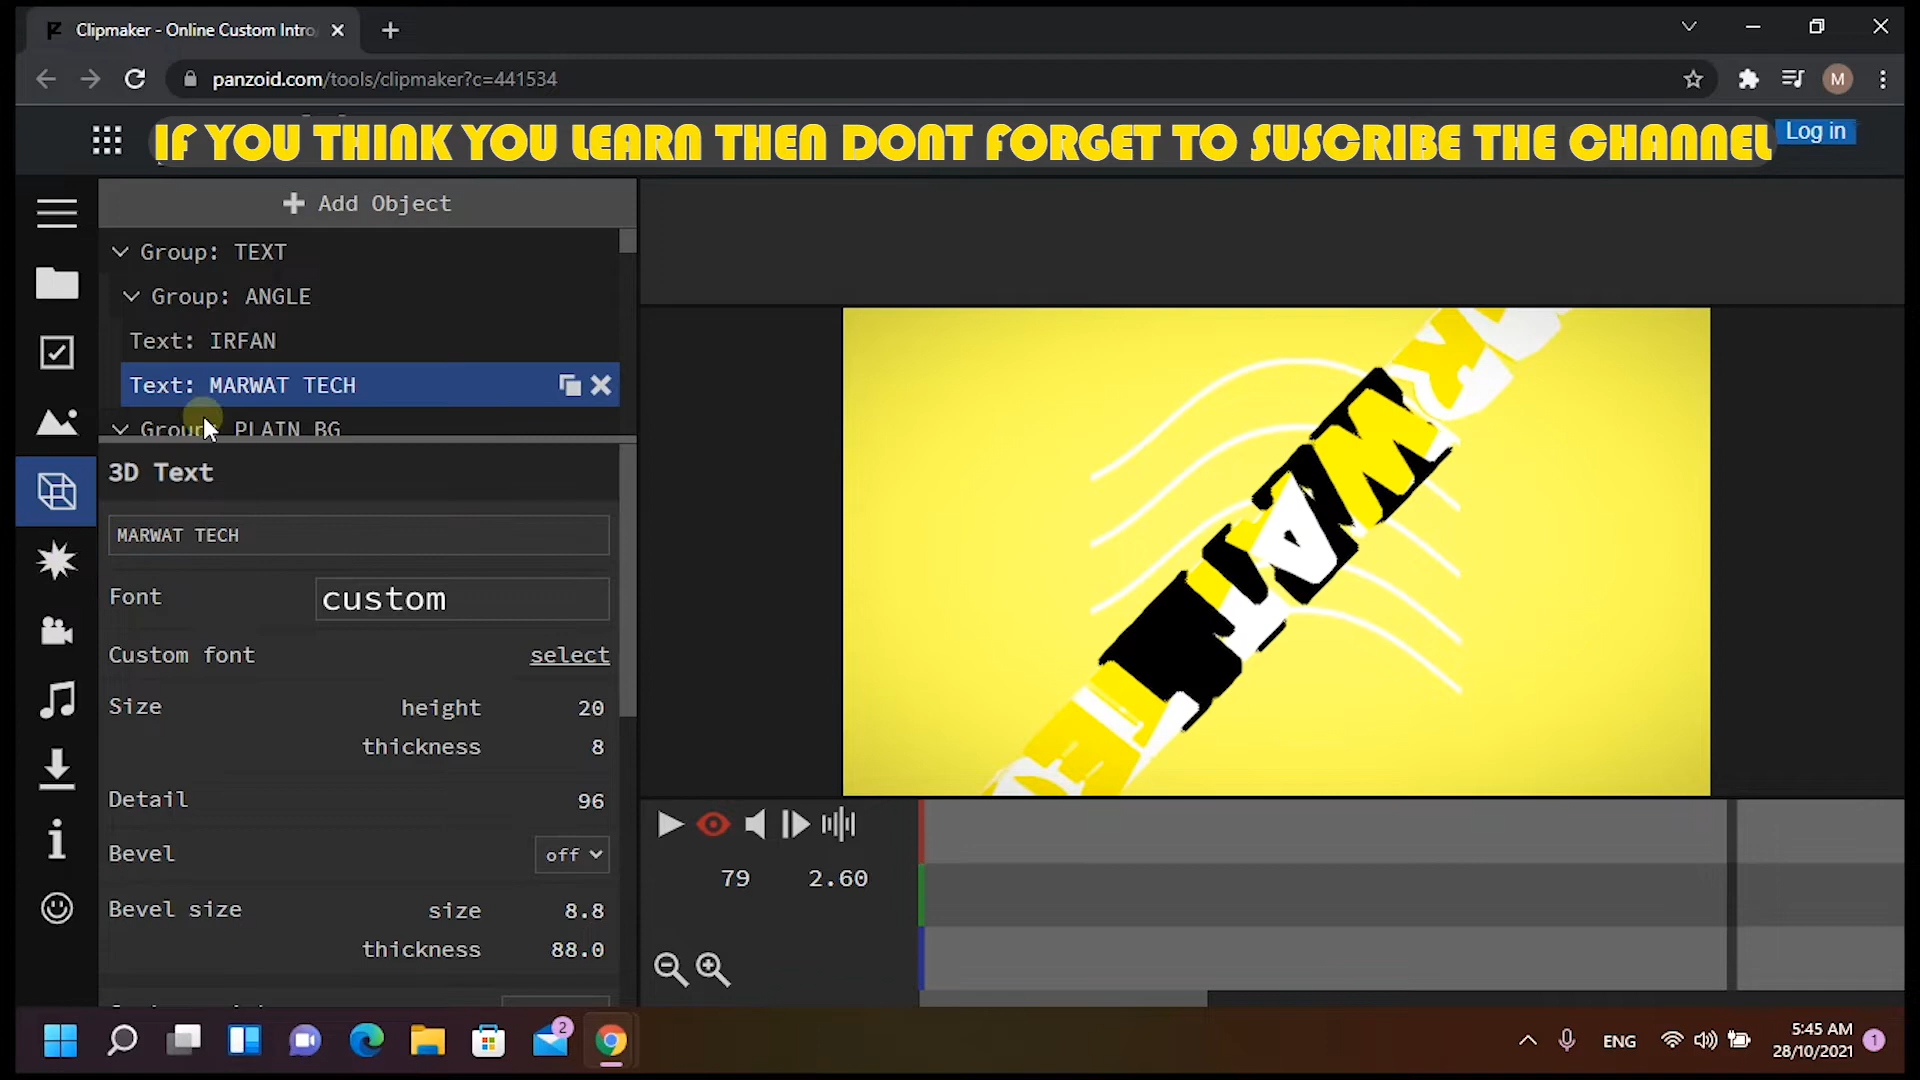 Clipmaker - Online Custom Intro
panzoid.com/tools/clipmaker?c=441534
M
IF YOU THINK YOU LEARN THEN DONT FORGET TO SUSCRIBE THE CHANNEL
Log in
Add Object
Group: TEXT
Group: ANGLE
Text: IRFAN
Text: MARWAT TECH
Group: PLAIN BG
3D Text
MARWAT TECH
Font custom
Custom font select
Size height 20
thickness 8
Detail 96
Bevel off
Bevel size size 8.8
thickness 88.0
79 2.60
2
ENG
5:45 AM
28/10/2021
1